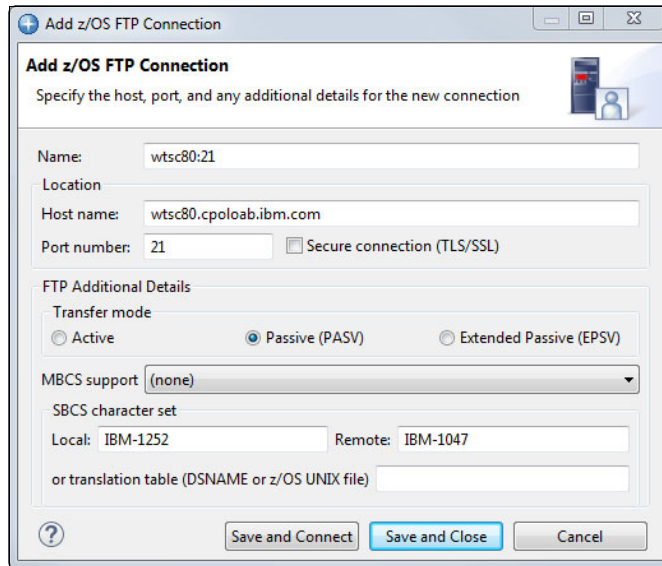 Add z/OS FTP Connection
Add z/OS FTP Connection
Specify the host, port, and any additional details for the new connection
Name: wtsc80:21
Location
Host name: wtsc80.cpoloab.ibm.com
Port number: 21 Secure connection (TLS/SSL)
FTP Additional Details
Transfer mode
Active Passive (PASV) Extended Passive (EPSV)
MBCS support (none)
SBCS character set
Local: IBM-1252 Remote: IBM-1047
or translation table (DSNAME or z/OS UNIX file)
? Save and Connect Save and Close Cancel